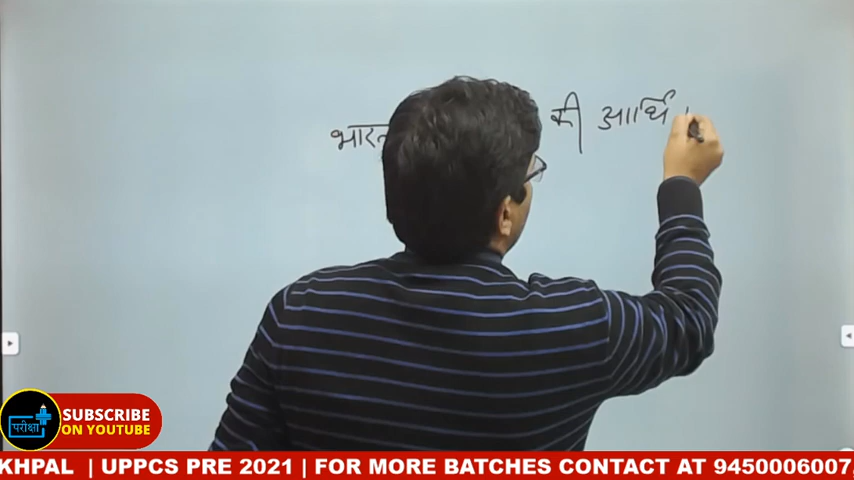 भारत की आर्थि
परीक्षा
SUBSCRIBE
ON YOUTUBE
KHPAL | UPPCS PRE 2021 | FOR MORE BATCHES CONTACT AT 9450006007.